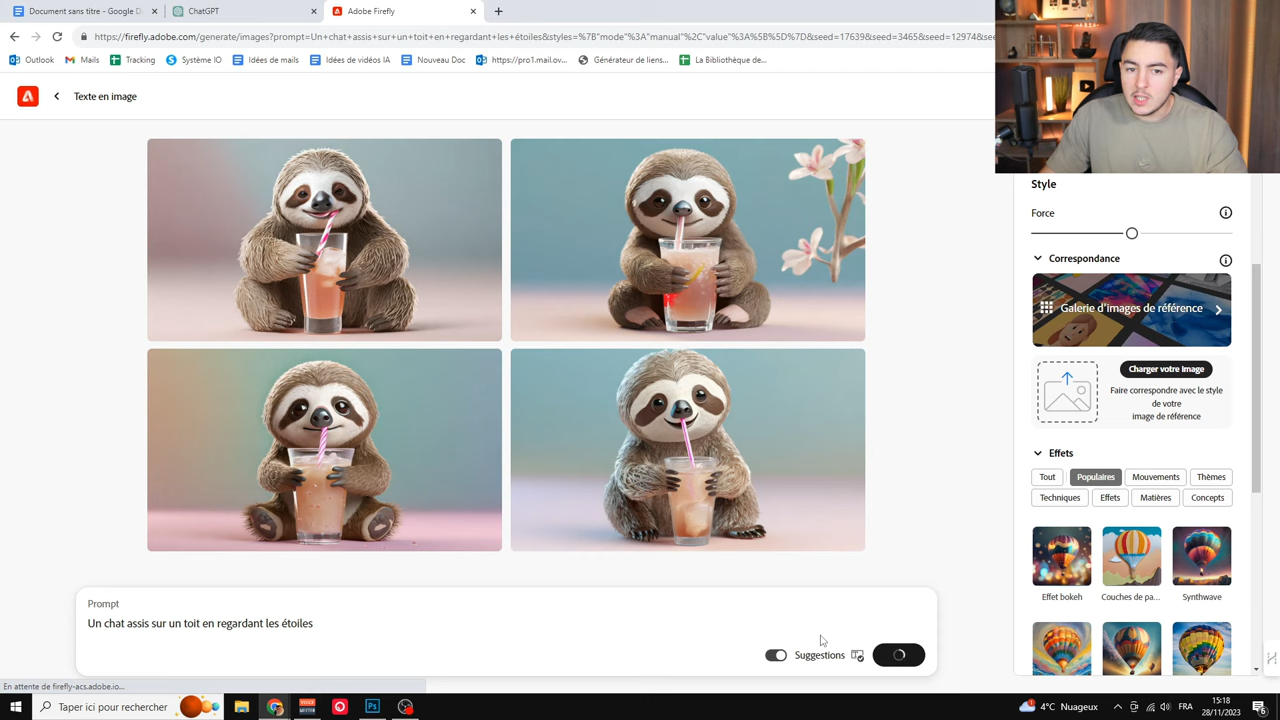 Document sans titre - Google D
ChatGPT
Adobe Firefly
https://firefly.adobe.com/generate/images?prompt=Un+chat+assis+sur+un+toit+en+regardant+les+étoiles&styles=%7B"mode"%3A"manual"%2C"value"%3A%5B%5D%7D&seed=17639&seed=3465&seed=12974&see
Outlook
Mails
Tracking
Système IO
Idées de mails
Idées de vidéos IA
Nouveau Doc
https://pro1.mail.ov...
Générateur de liens...
La Bibliothèque de...
Texte en image
Style
Force
Correspondance
Galerie d'images de référence
Charger votre image
Faire correspondre avec le style
de votre
image de référence
Effets
Tout
Populaires
Mouvements
Thèmes
Techniques
Effets
Matières
Concepts
Effet bokeh
Couches de pa...
Synthwave
Prompt
Un chat assis sur un toit en regardant les étoiles
Suggestions
En attente de firefly-acs.adobe.io...
Taper ici pour rechercher
Ps
4°C Nuageux
FRA
15:18
28/11/2023
6